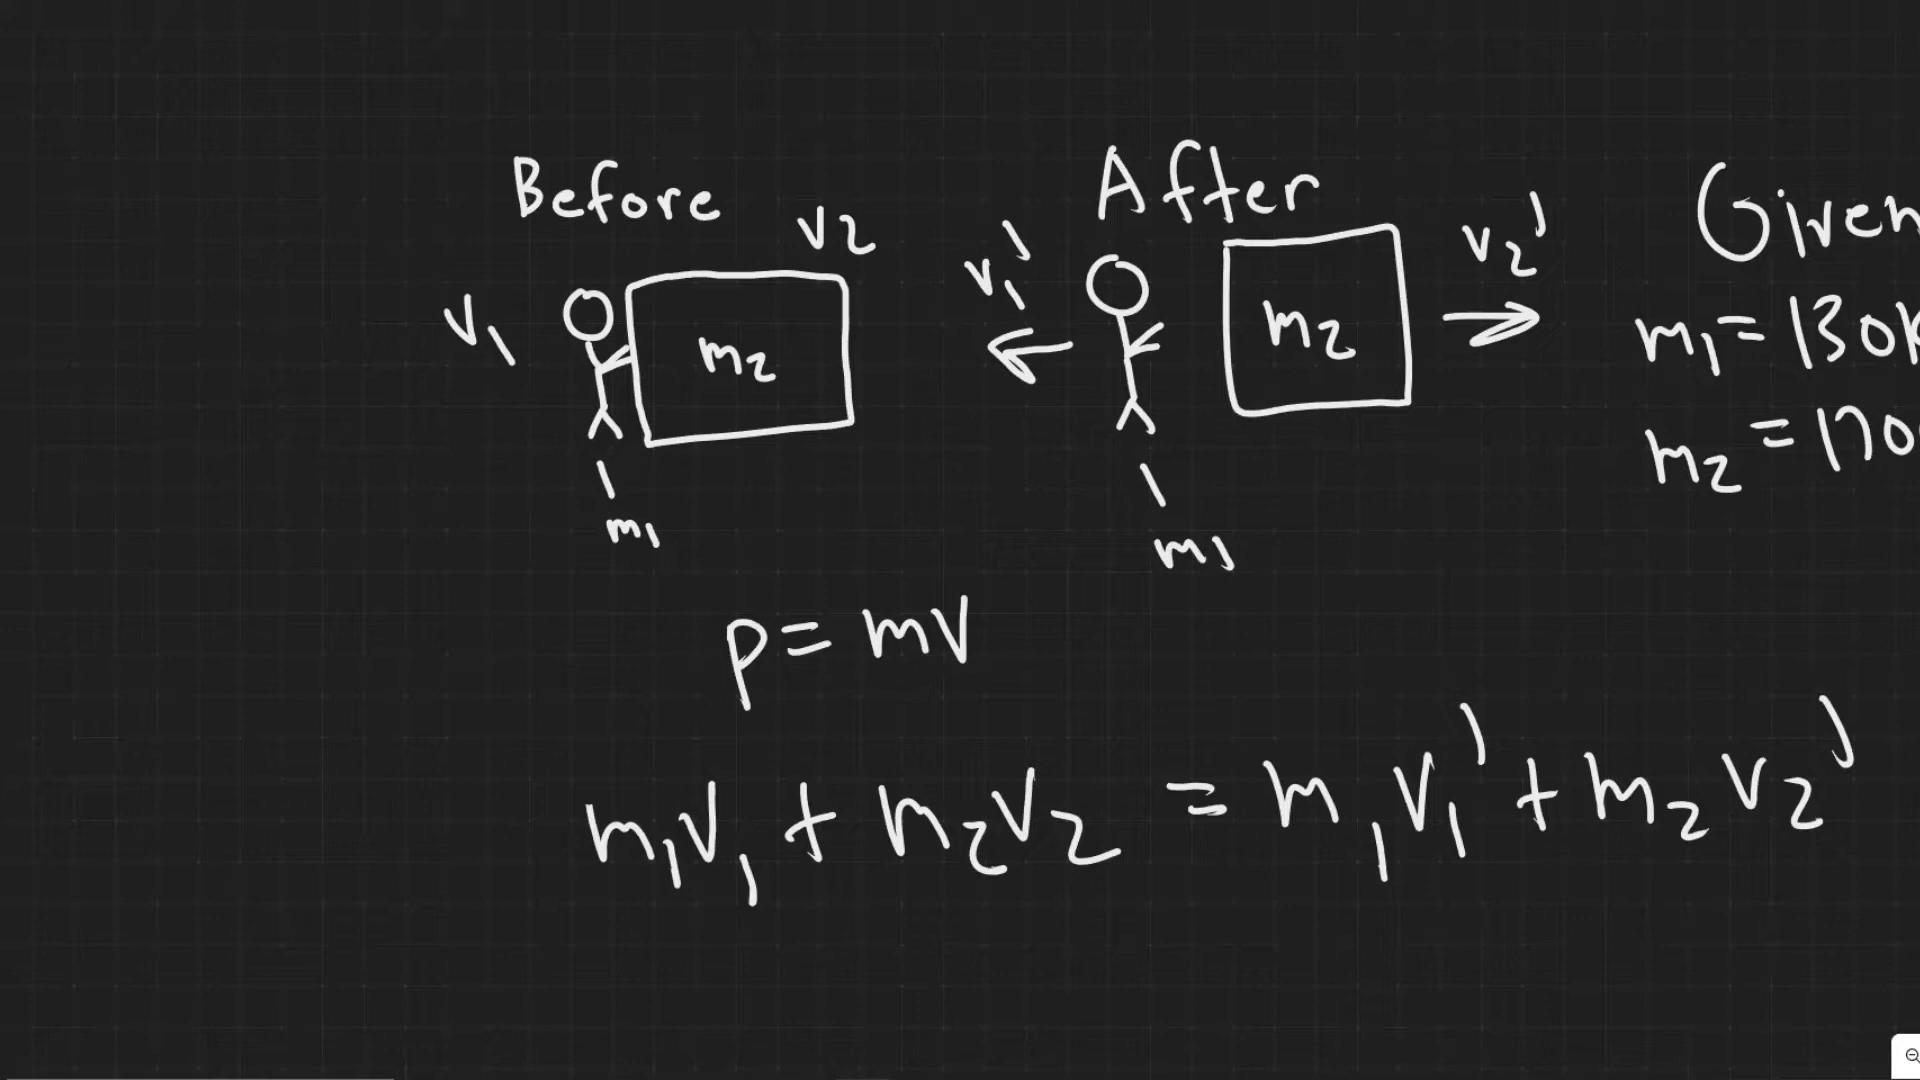 Before
After
Given
v2
v2'
v1'
v1
m2
m2
m1 = 130k
m2 = 170
m1
m1
p = mv
m1v1 + m2v2 = m1v1' + m2v2'